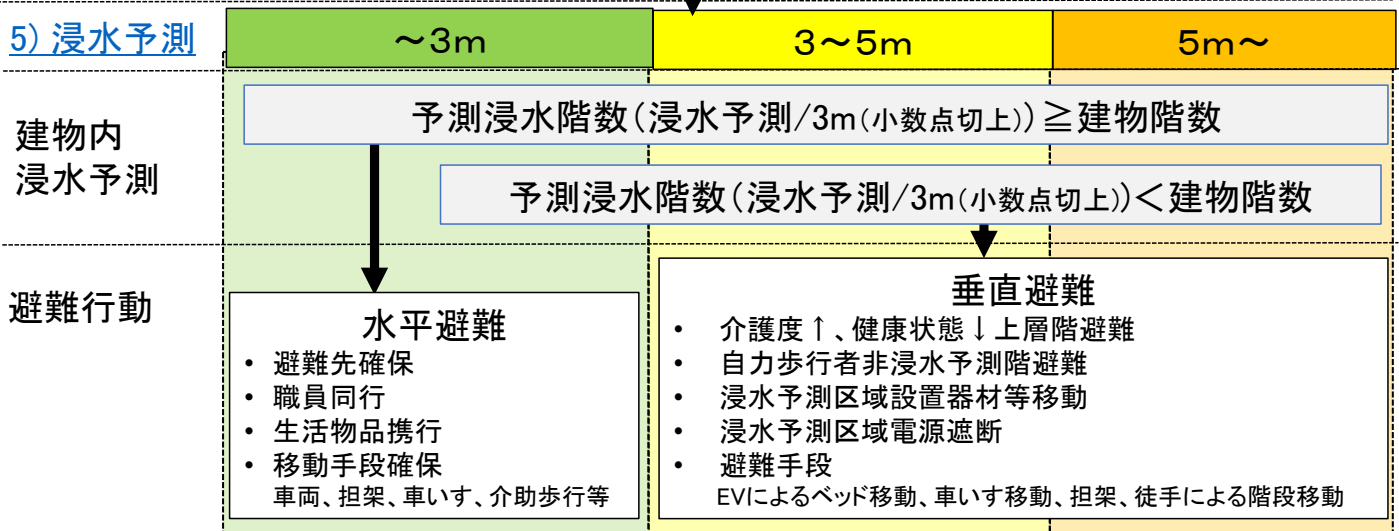 5) 浸水予測
～3m
3～5m
5m～
建物内
浸水予測
予測浸水階数(浸水予測/3m(小数点切上))≧建物階数
予測浸水階数(浸水予測/3m(小数点切上))＜建物階数
避難行動
水平避難
• 避難先確保
• 職員同行
• 生活物品携行
• 移動手段確保
車両、担架、車いす、介助歩行等
垂直避難
• 介護度↑、健康状態↓上層階避難
• 自力歩行者非浸水予測階避難
• 浸水予測区域設置器材等移動
• 浸水予測区域電源遮断
• 避難手段
EVによるベッド移動、車いす移動、担架、徒手による階段移動